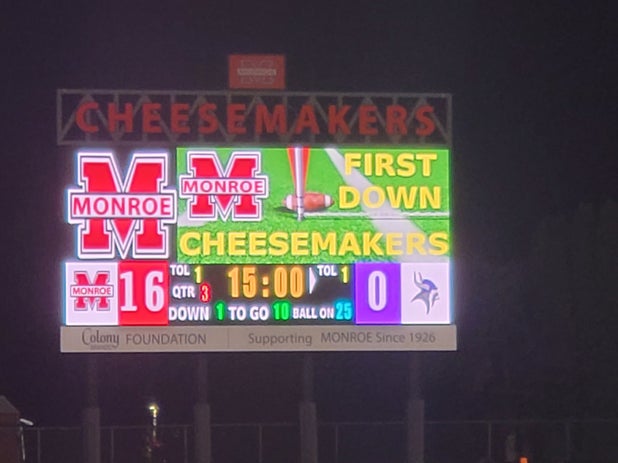 MONROE
CHEESEMAKERS
MONROE
MONROE
FIRST
DOWN
CHEESEMAKERS
MONROE
16
TOL 1
15:00
TOL 1
0
QTR 3
DOWN 1 TO GO 10 BALL ON 25
Colony
FOUNDATION
Supporting MONROE Since 1926